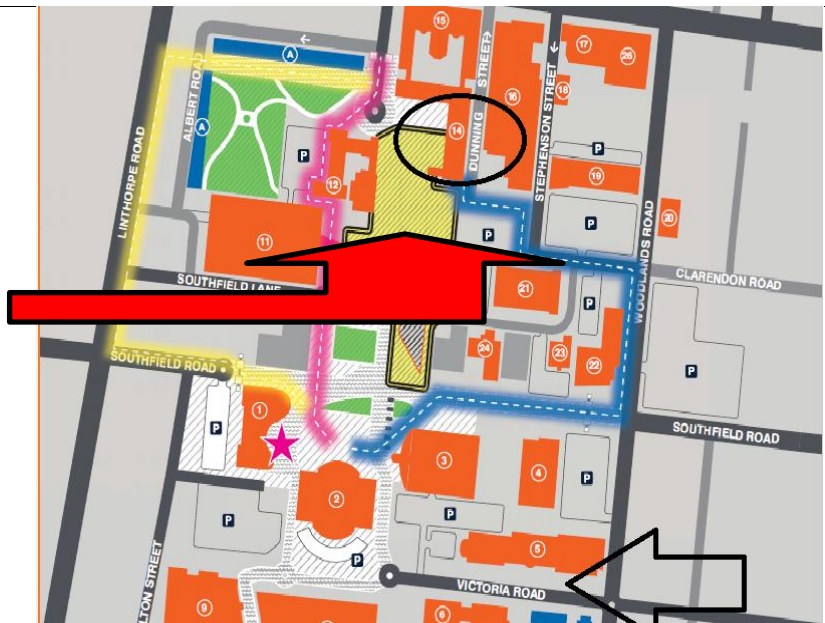 15
17
26
A
DUNNING STREET
STEPHENSON STREET
18
16
14
ALBERT ROAD
A
P
P
12
19
LINTHORPE ROAD
20
WOODLANDS ROAD
P
P
11
CLARENDON ROAD
SOUTHFIELD LANE
21
P
24
23
22
SOUTHFIELD ROAD
P
1
P
SOUTHFIELD ROAD
3
4
P
2
P
P
5
P
VICTORIA ROAD
LTON STREET
9
6